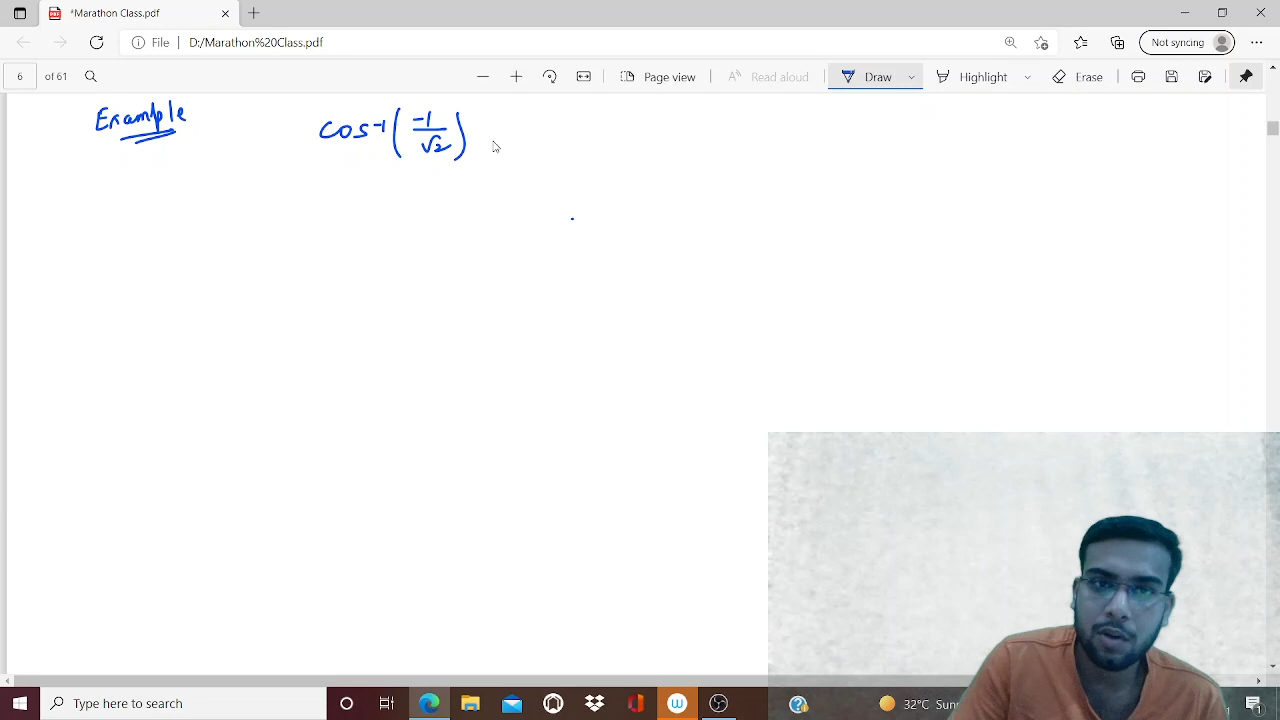 *Marathon Class.pdf
File D:/Marathon%20Class.pdf Not syncing
6 of 61 Page view Read aloud Draw Highlight Erase
Example cos⁻¹(-1/√2)
Type here to search 32°C